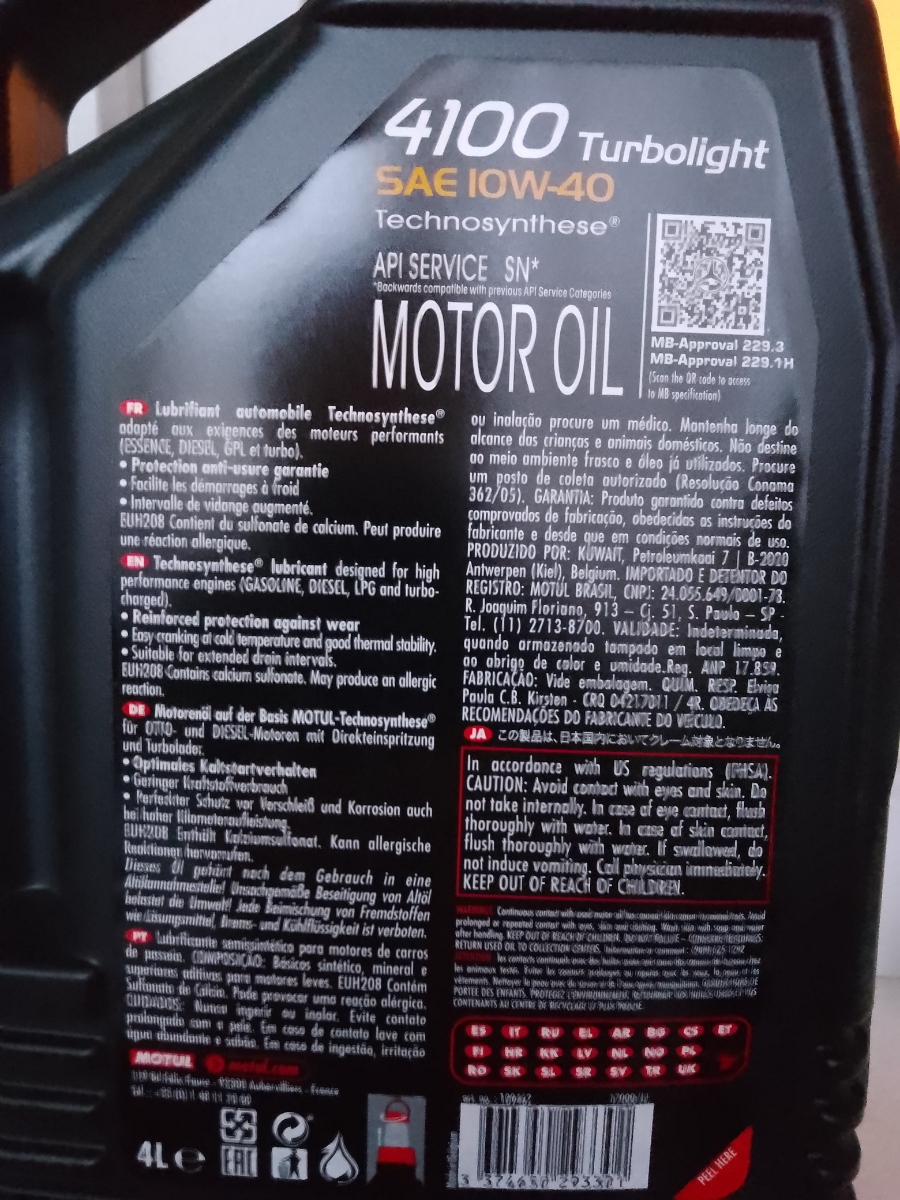 4100 Turbolight
SAE 10W-40
Technosynthese®
API SERVICE SN*
*Backwards compatible with previous API Service Categories
MOTOR OIL
MB-Approval 229.3
MB-Approval 229.1H
(Scan the QR code to access
to MB specification)
FR Lubrifiant automobile Technosynthese®
adapté aux exigences des moteurs performants
(ESSENCE, DIESEL, GPL et turbo).
• Protection anti-usure garantie
• Facilite les démarrages à froid
• Intervalle de vidange augmenté.
EUH208 Contient du sulfonate de calcium. Peut produire
une réaction allergique.
EN Technosynthese® lubricant designed for high
performance engines (GASOLINE, DIESEL, LPG and turbo-
charged).
• Reinforced protection against wear
• Easy cranking at cold temperature and good thermal stability.
• Suitable for extended drain intervals.
EUH208 Contains calcium sulfonate. May produce an allergic
reaction.
DE Motorenöl auf der Basis MOTUL-Technosynthese®
für OTTO- und DIESEL-Motoren mit Direkteinspritzung
und Turbolader.
• Optimales Kaltstartverhalten
• Geringer Kraftstoffverbrauch
• Perfekter Schutz vor Verschleiß und Korrosion auch
bei hoher Kilometeraufleistung.
EUH208 Enthält Kalziumsulfonat. Kann allergische
Reaktionen hervorrufen.
Dieses Öl gehört nach dem Gebrauch in eine
Altölannahmestelle! Unsachgemäße Beseitigung von Altöl
belastet die Umwelt! Jede Beimischung von Fremdstoffen
wie Lösungsmittel, Brems- und Kühlflüssigkeit ist verboten.
PT Lubrificante semissintético para motores de carros
de passeio. COMPOSIÇÃO: Básicos sintético, mineral e
superiores aditivos para motores leves. EUH208 Contém
Sulfonato de Cálcio. Pode provocar uma reação alérgica.
CUIDADOS: Nunca ingerir ou inalar. Evite contato
prolongado com a pele. Em caso de contato lave com
água abundante e sabão. Em caso de ingestão, irritação
MOTUL motul.com
4L e
EAC
ou inalação procure um médico. Mantenha longe do
alcance das crianças e animais domésticos. Não destine
ao meio ambiente frasco e óleo já utilizados. Procure
um posto de coleta autorizado (Resolução Conama
362/05). GARANTIA: Produto garantido contra defeitos
comprovados de fabricação, obedecidas as instruções do
fabricante e desde que em condições normais de uso.
PRODUZIDO POR: KUWAIT, Petroleumkaai 7 | B-2020
Antwerpen (Kiel), Belgium. IMPORTADO E DETENTOR DO
REGISTRO: MOTUL BRASIL, CNPJ: 24.055.649/0001-73.
R. Joaquim Floriano, 913 – Cj. 51, S. Paulo – SP -
Tel. (11) 2713-8700. VALIDADE: Indeterminada,
quando armazenado tampado em local limpo e
ao abrigo de calor e umidade.Reg. ANP 17.859.
FABRICAÇÃO: Vide embalagem. QUÍM. RESP. Elvira
Paula C.B. Kirsten - CRQ 04217011 / 4R. OBEDEÇA ÀS
RECOMENDAÇÕES DO FABRICANTE DO VEÍCULO.
JA この製品は、日本国内においてクレーム対象となりません。
In accordance with US regulations (FHSA).
CAUTION: Avoid contact with eyes and skin. Do
not take internally. In case of eye contact, flush
thoroughly with water. In case of skin contact,
flush thoroughly with water. If swallowed, do
not induce vomiting. Call physician immediately.
KEEP OUT OF REACH OF CHILDREN.
ES IT RU EL AR BG CS ET
FI HR KK LV NL NO PL
RO SK SL SR SV TR UK
PEEL HERE